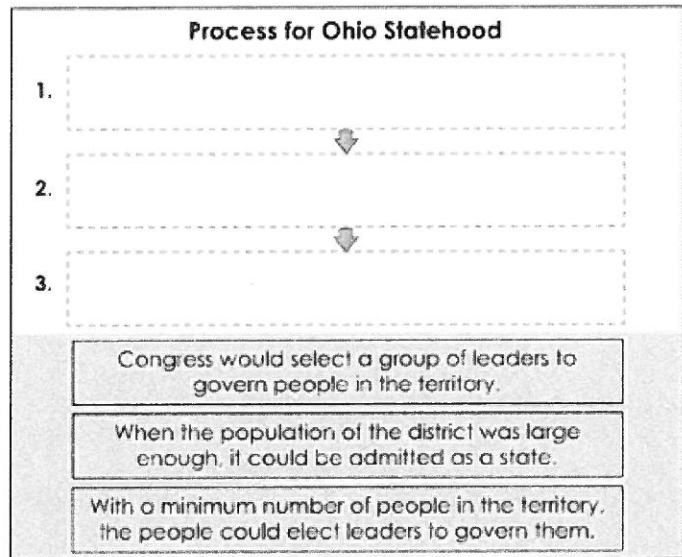 Process for Ohio Statehood
1.
2.
3.
Congress would select a group of leaders to
govern people in the territory.
When the population of the district was large
enough, it could be admitted as a state.
With a minimum number of people in the territory,
the people could elect leaders to govern them.